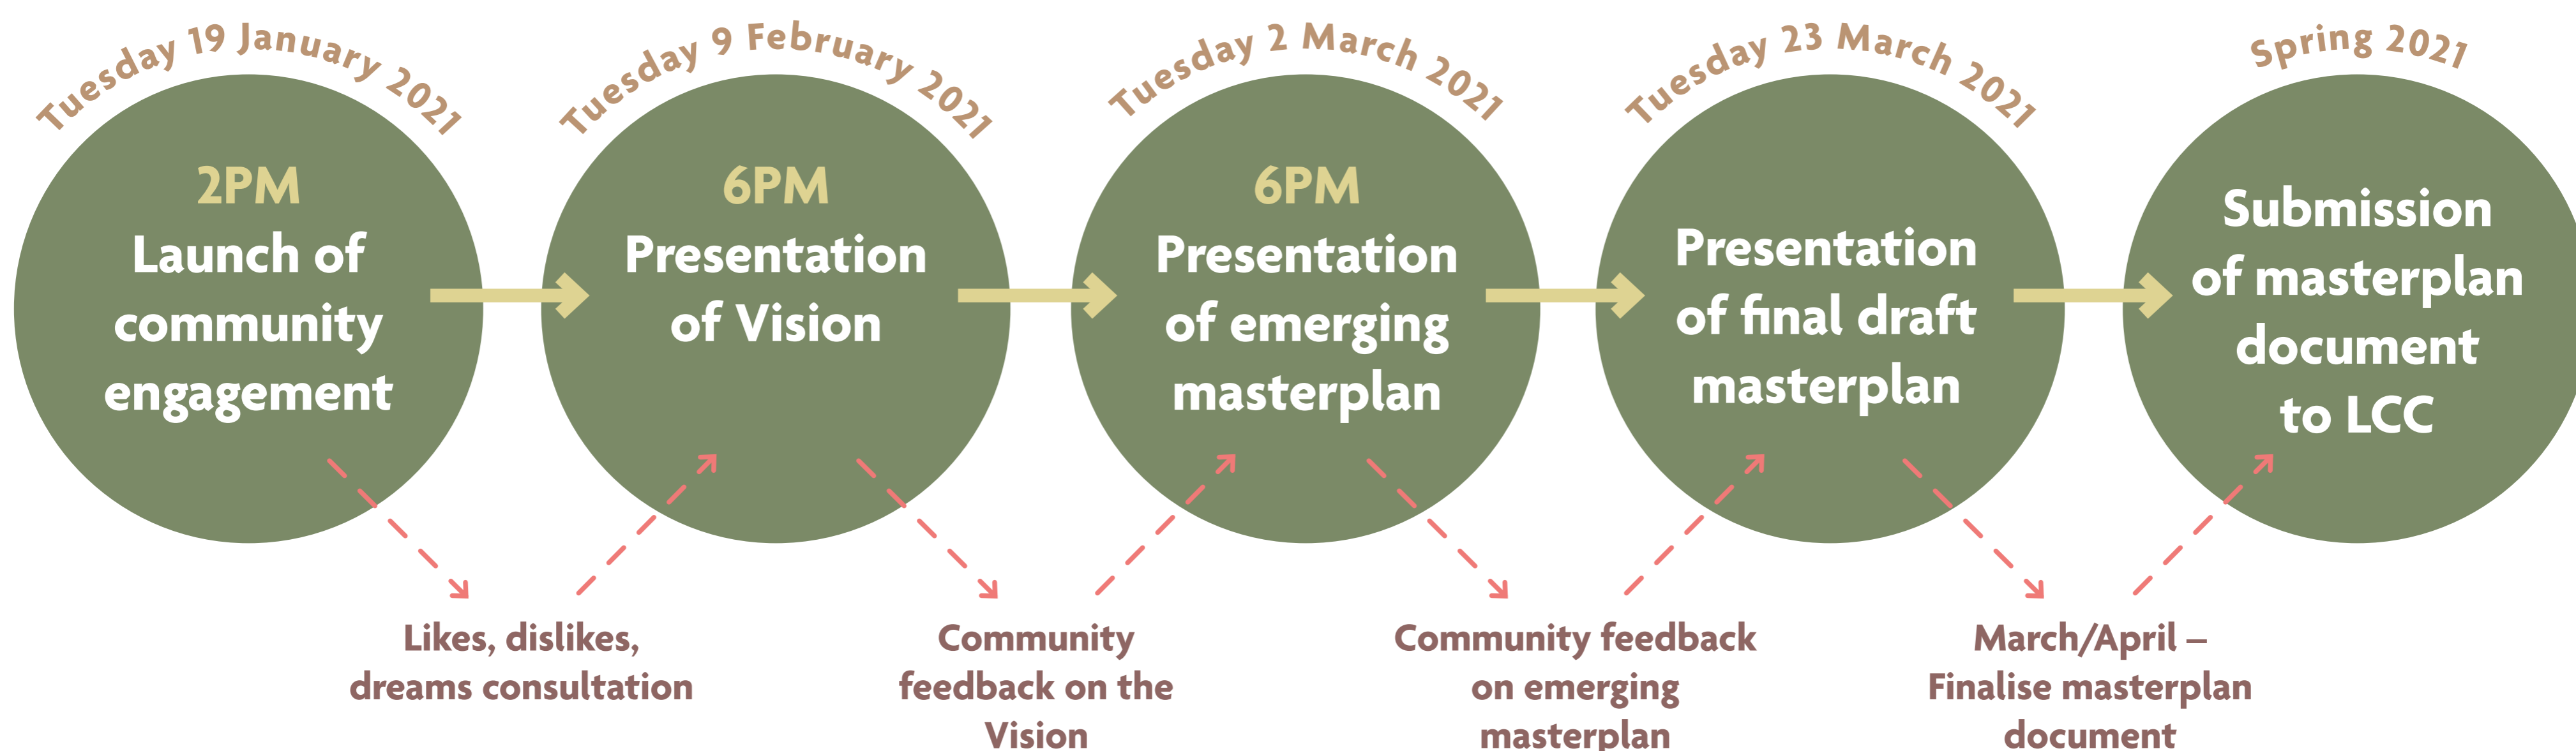 Tuesday 19 January 2021
2PM
Launch of
community
engagement
Tuesday 9 February 2021
6PM
Presentation
of Vision
Tuesday 2 March 2021
6PM
Presentation
of emerging
masterplan
Tuesday 23 March 2021
Presentation
of final draft
masterplan
Spring 2021
Submission
of masterplan
document
to LCC
Likes, dislikes,
dreams consultation
Community
feedback on the
Vision
Community feedback
on emerging
masterplan
March/April –
Finalise masterplan
document